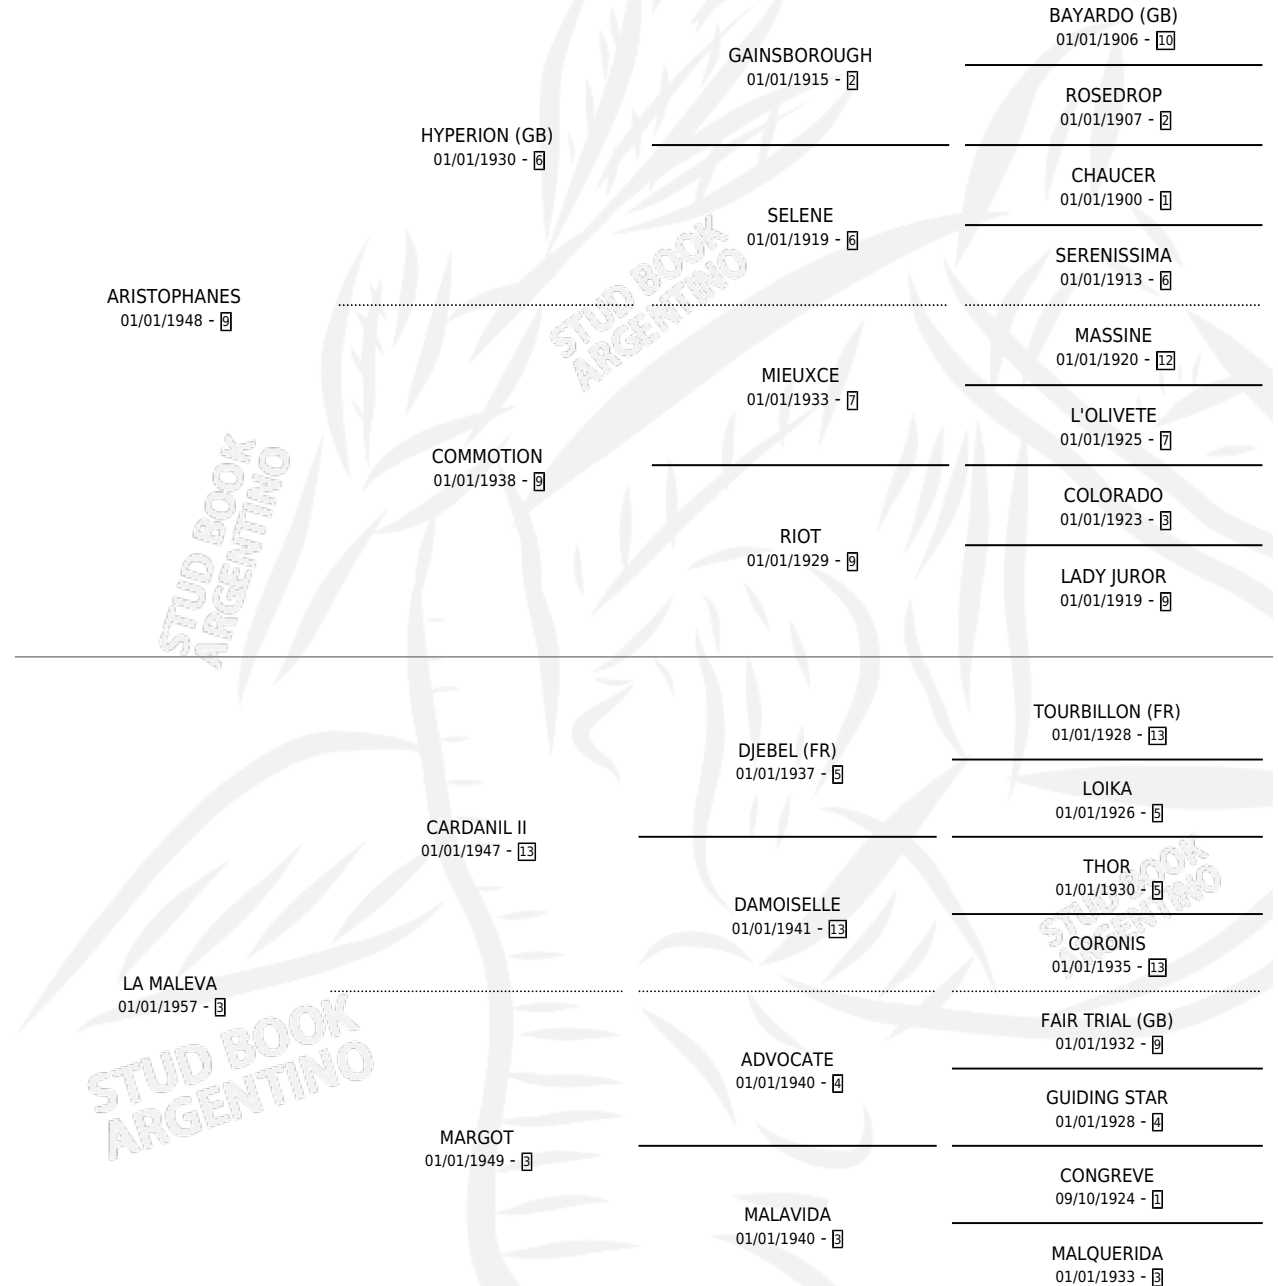 BAYARDO (GB)
01/01/1906 - 10
GAINSBOROUGH
01/01/1915 - 2
ROSEDROP
01/01/1907 - 2
HYPERION (GB)
01/01/1930 - 6
CHAUCER
01/01/1900 - 1
SELENE
01/01/1919 - 6
SERENISSIMA
01/01/1913 - 6
ARISTOPHANES
01/01/1948 - 9
MASSINE
01/01/1920 - 12
MIEUXCE
01/01/1933 - 7
L'OLIVETE
01/01/1925 - 7
COMMOTION
01/01/1938 - 9
COLORADO
01/01/1923 - 3
RIOT
01/01/1929 - 9
LADY JUROR
01/01/1919 - 9
TOURBILLON (FR)
01/01/1928 - 13
DJEBEL (FR)
01/01/1937 - 5
LOIKA
01/01/1926 - 5
CARDANIL II
01/01/1947 - 13
THOR
01/01/1930 - 5
DAMOISELLE
01/01/1941 - 13
CORONIS
01/01/1935 - 13
LA MALEVA
01/01/1957 - 3
FAIR TRIAL (GB)
01/01/1932 - 9
ADVOCATE
01/01/1940 - 4
GUIDING STAR
01/01/1928 - 4
MARGOT
01/01/1949 - 3
CONGREVE
09/10/1924 - 1
MALAVIDA
01/01/1940 - 3
MALQUERIDA
01/01/1933 - 3
STUD BOOK
ARGENTINO
STUD BOOK
ARGENTINO
STUD BOOK
ARGENTINO
STUD BOOK
ARGENTINO